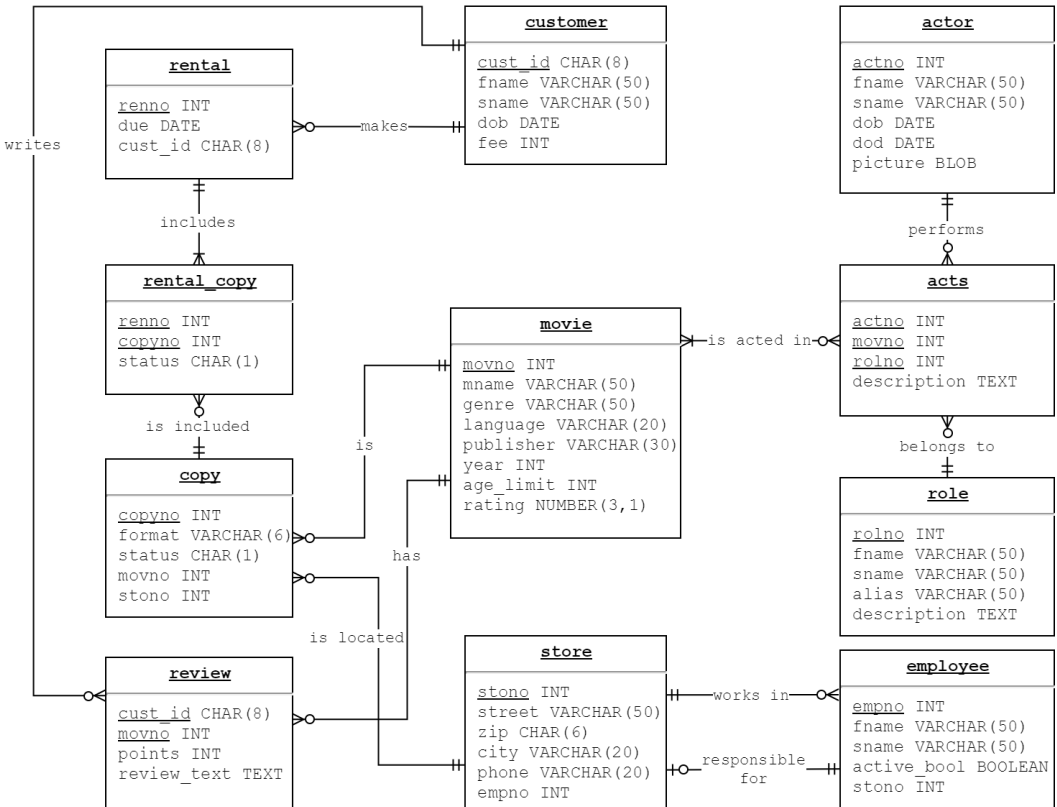 customer
cust_id CHAR(8)
fname VARCHAR(50)
sname VARCHAR(50)
dob DATE
fee INT
actor
actno INT
fname VARCHAR(50)
sname VARCHAR(50)
dob DATE
dod DATE
picture BLOB
rental
renno INT
due DATE
cust_id CHAR(8)
makes
writes
includes
performs
rental_copy
renno INT
copyno INT
status CHAR(1)
movie
movno INT
mname VARCHAR(50)
genre VARCHAR(50)
language VARCHAR(20)
publisher VARCHAR(30)
year INT
age_limit INT
rating NUMBER(3,1)
is acted in
acts
actno INT
movno INT
rolno INT
description TEXT
is included
is
belongs to
copy
copyno INT
format VARCHAR(6)
status CHAR(1)
movno INT
stono INT
has
role
rolno INT
fname VARCHAR(50)
sname VARCHAR(50)
alias VARCHAR(50)
description TEXT
is located
review
cust_id CHAR(8)
movno INT
points INT
review_text TEXT
store
stono INT
street VARCHAR(50)
zip CHAR(6)
city VARCHAR(20)
phone VARCHAR(20)
empno INT
works in
responsible
for
employee
empno INT
fname VARCHAR(50)
sname VARCHAR(50)
active_bool BOOLEAN
stono INT